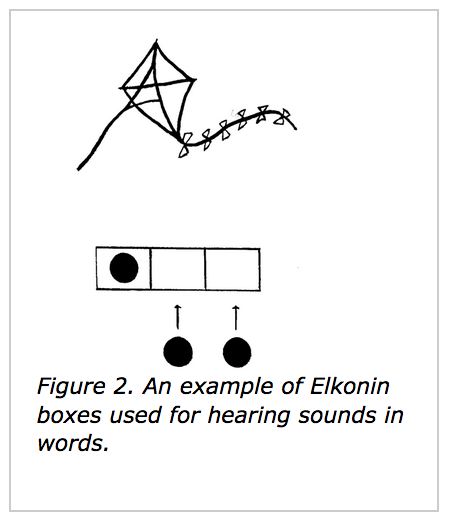 Figure 2. An example of Elkonin
boxes used for hearing sounds in
words.